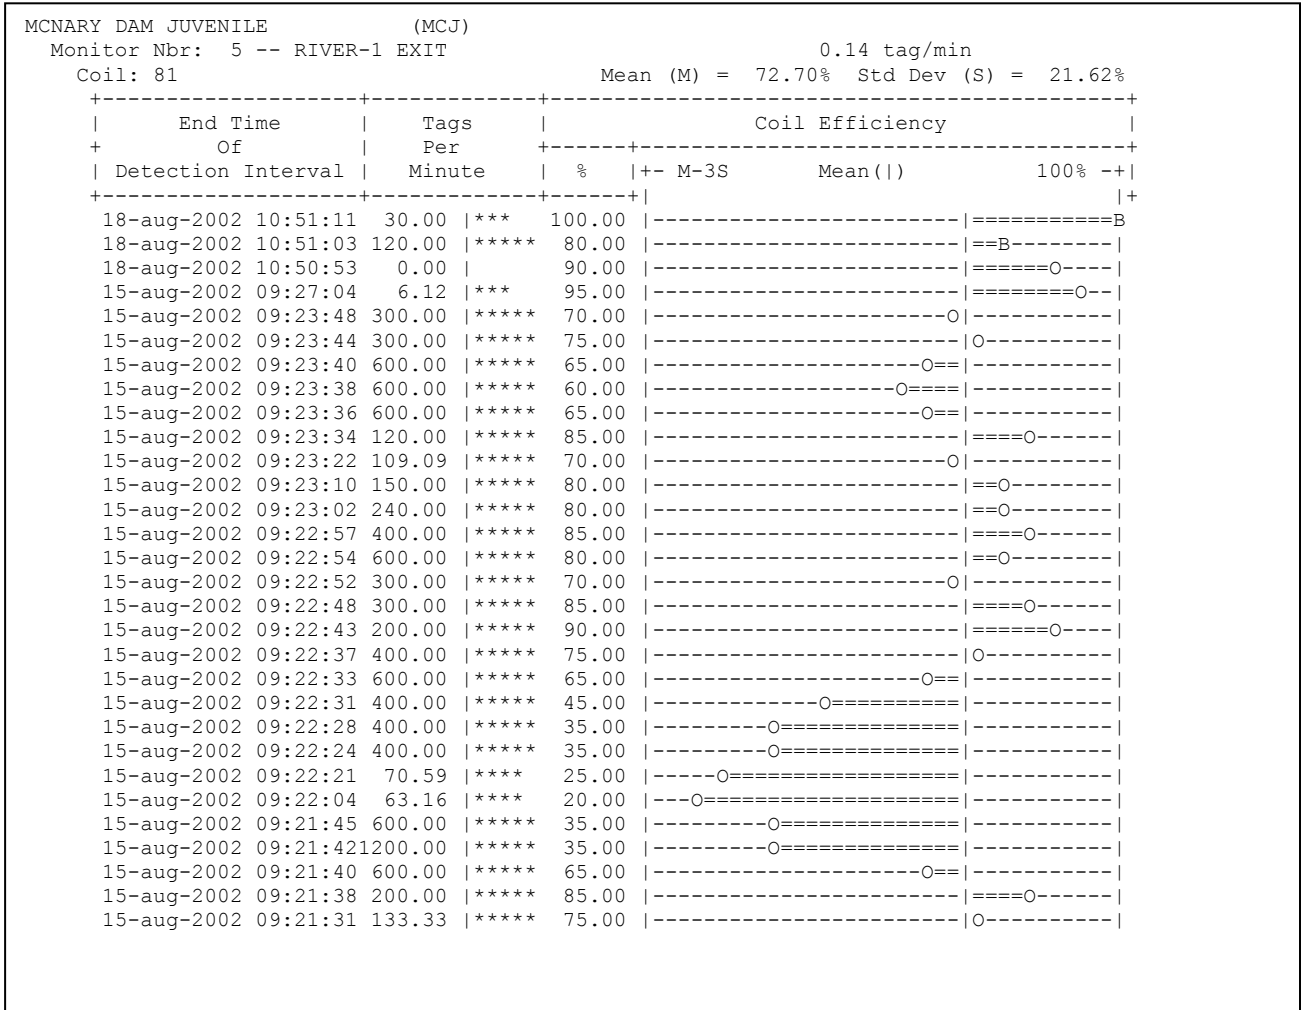 MCNARY DAM JUVENILE           (MCJ)
  Monitor Nbr:  5 -- RIVER-1 EXIT                             0.14 tag/min
    Coil: 81                                 Mean (M) =  72.70%  Std Dev (S) =  21.62%
     +--------------------+-------------+---------------------------------------------+
     |      End Time      |    Tags     |                Coil Efficiency              |
     +         Of         |    Per      +------+--------------------------------------+
     | Detection Interval |   Minute    |  %   |+- M-3S        Mean(|)          100% -+|
     +--------------------+-------------+------+|                                    |+
      18-aug-2002 10:51:11  30.00 |***   100.00 |------------------------|===========B
      18-aug-2002 10:51:03 120.00 |*****  80.00 |------------------------|==B--------|
      18-aug-2002 10:50:53   0.00 |       90.00 |------------------------|======O----|
      15-aug-2002 09:27:04   6.12 |***    95.00 |------------------------|========O--|
      15-aug-2002 09:23:48 300.00 |*****  70.00 |-----------------------O|-----------|
      15-aug-2002 09:23:44 300.00 |*****  75.00 |------------------------|O----------|
      15-aug-2002 09:23:40 600.00 |*****  65.00 |---------------------O==|-----------|
      15-aug-2002 09:23:38 600.00 |*****  60.00 |-------------------O====|-----------|
      15-aug-2002 09:23:36 600.00 |*****  65.00 |---------------------O==|-----------|
      15-aug-2002 09:23:34 120.00 |*****  85.00 |------------------------|====O------|
      15-aug-2002 09:23:22 109.09 |*****  70.00 |-----------------------O|-----------|
      15-aug-2002 09:23:10 150.00 |*****  80.00 |------------------------|==O--------|
      15-aug-2002 09:23:02 240.00 |*****  80.00 |------------------------|==O--------|
      15-aug-2002 09:22:57 400.00 |*****  85.00 |------------------------|====O------|
      15-aug-2002 09:22:54 600.00 |*****  80.00 |------------------------|==O--------|
      15-aug-2002 09:22:52 300.00 |*****  70.00 |-----------------------O|-----------|
      15-aug-2002 09:22:48 300.00 |*****  85.00 |------------------------|====O------|
      15-aug-2002 09:22:43 200.00 |*****  90.00 |------------------------|======O----|
      15-aug-2002 09:22:37 400.00 |*****  75.00 |------------------------|O----------|
      15-aug-2002 09:22:33 600.00 |*****  65.00 |---------------------O==|-----------|
      15-aug-2002 09:22:31 400.00 |*****  45.00 |-------------O==========|-----------|
      15-aug-2002 09:22:28 400.00 |*****  35.00 |---------O==============|-----------|
      15-aug-2002 09:22:24 400.00 |*****  35.00 |---------O==============|-----------|
      15-aug-2002 09:22:21  70.59 |****   25.00 |-----O==================|-----------|
      15-aug-2002 09:22:04  63.16 |****   20.00 |---O====================|-----------|
      15-aug-2002 09:21:45 600.00 |*****  35.00 |---------O==============|-----------|
      15-aug-2002 09:21:421200.00 |*****  35.00 |---------O==============|-----------|
      15-aug-2002 09:21:40 600.00 |*****  65.00 |---------------------O==|-----------|
      15-aug-2002 09:21:38 200.00 |*****  85.00 |------------------------|====O------|
      15-aug-2002 09:21:31 133.33 |*****  75.00 |------------------------|O----------|